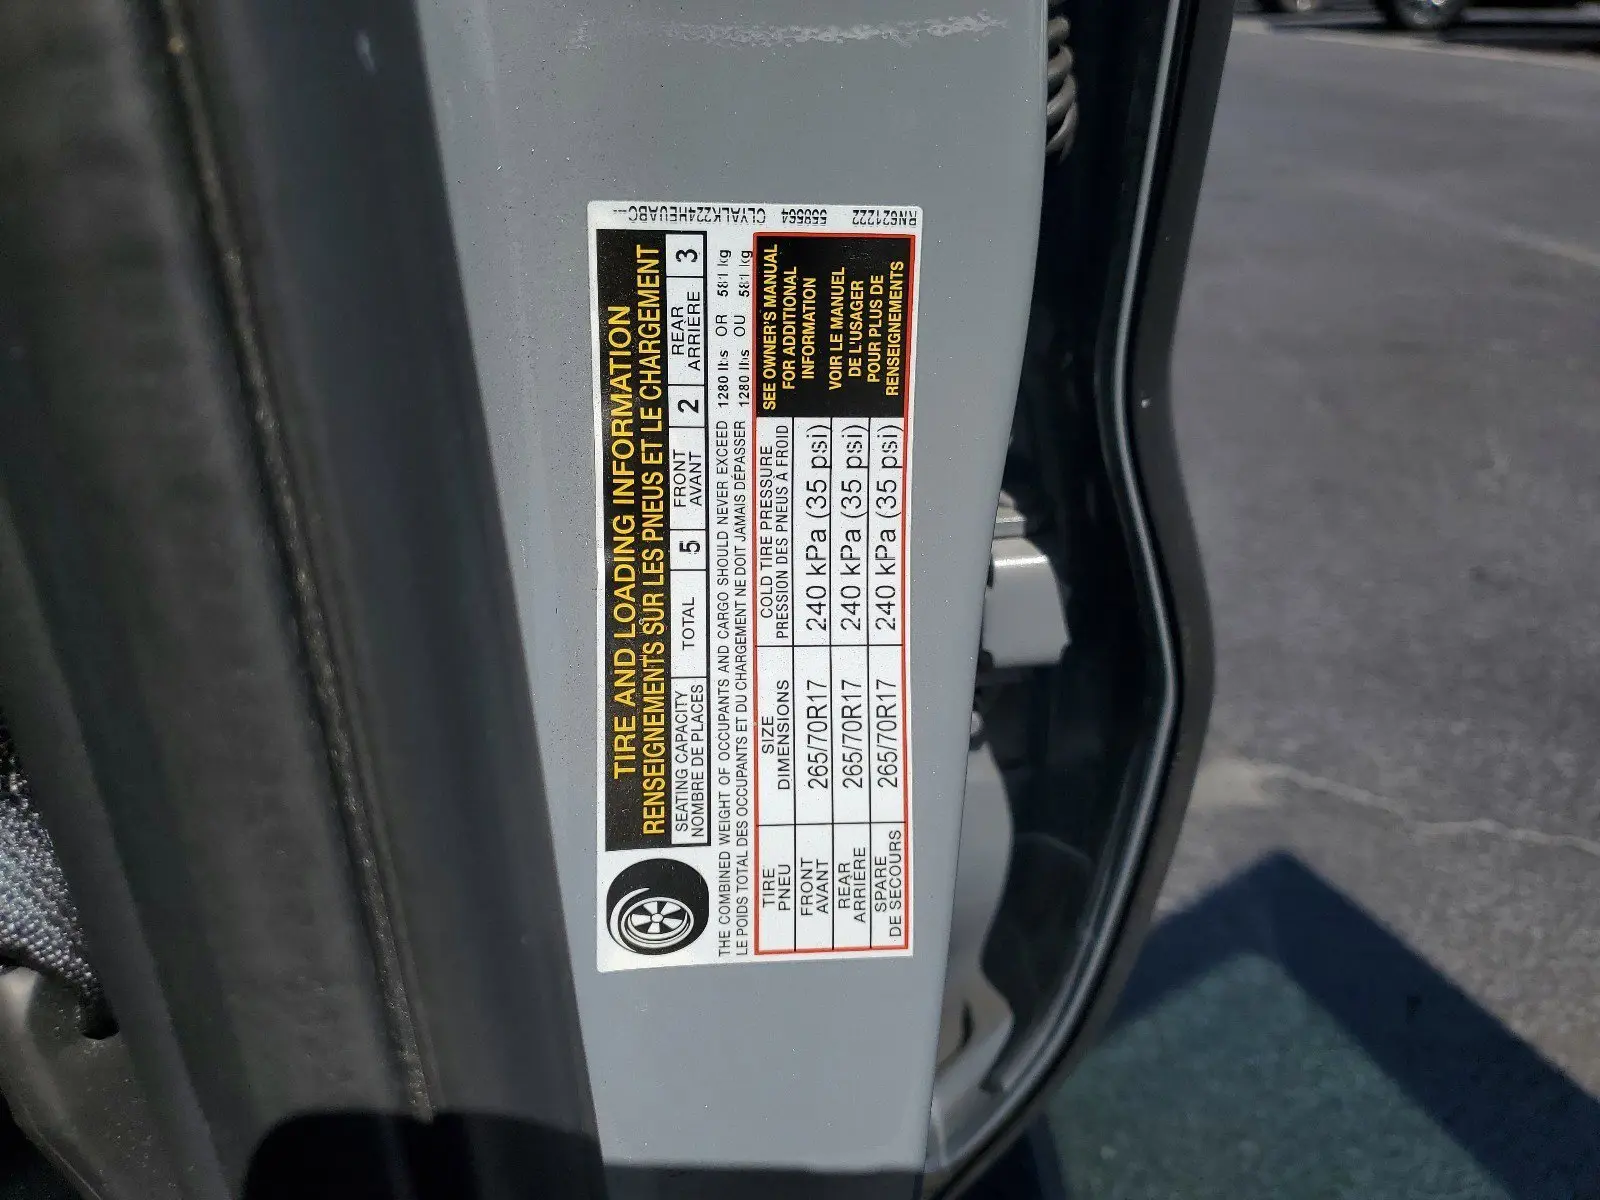 TIRE AND LOADING INFORMATION
RENSEIGNEMENTS SUR LES PNEUS ET LE CHARGEMENT
SEATING CAPACITY TOTAL 5 FRONT 2 REAR 3
NOMBRE DE PLACES AVANT ARRIÈRE
THE COMBINED WEIGHT OF OCCUPANTS AND CARGO SHOULD NEVER EXCEED 1280 lbs OR 581 kg
LE POIDS TOTAL DES OCCUPANTS ET DU CHARGEMENT NE DOIT JAMAIS DÉPASSER 1280 lbs OU 581 kg
TIRE SIZE COLD TIRE PRESSURE
PNEU DIMENSIONS PRESSION DES PNEUS À FROID
FRONT
AVANT 265/70R17 240 kPa (35 psi)
REAR
ARRIERE 265/70R17 240 kPa (35 psi)
SPARE
DE SECOURS 265/70R17 240 kPa (35 psi)
SEE OWNER'S MANUAL
FOR ADDITIONAL
INFORMATION
VOIR LE MANUEL
DE L'USAGER
POUR PLUS DE
RENSEIGNEMENTS
RN621222 558564